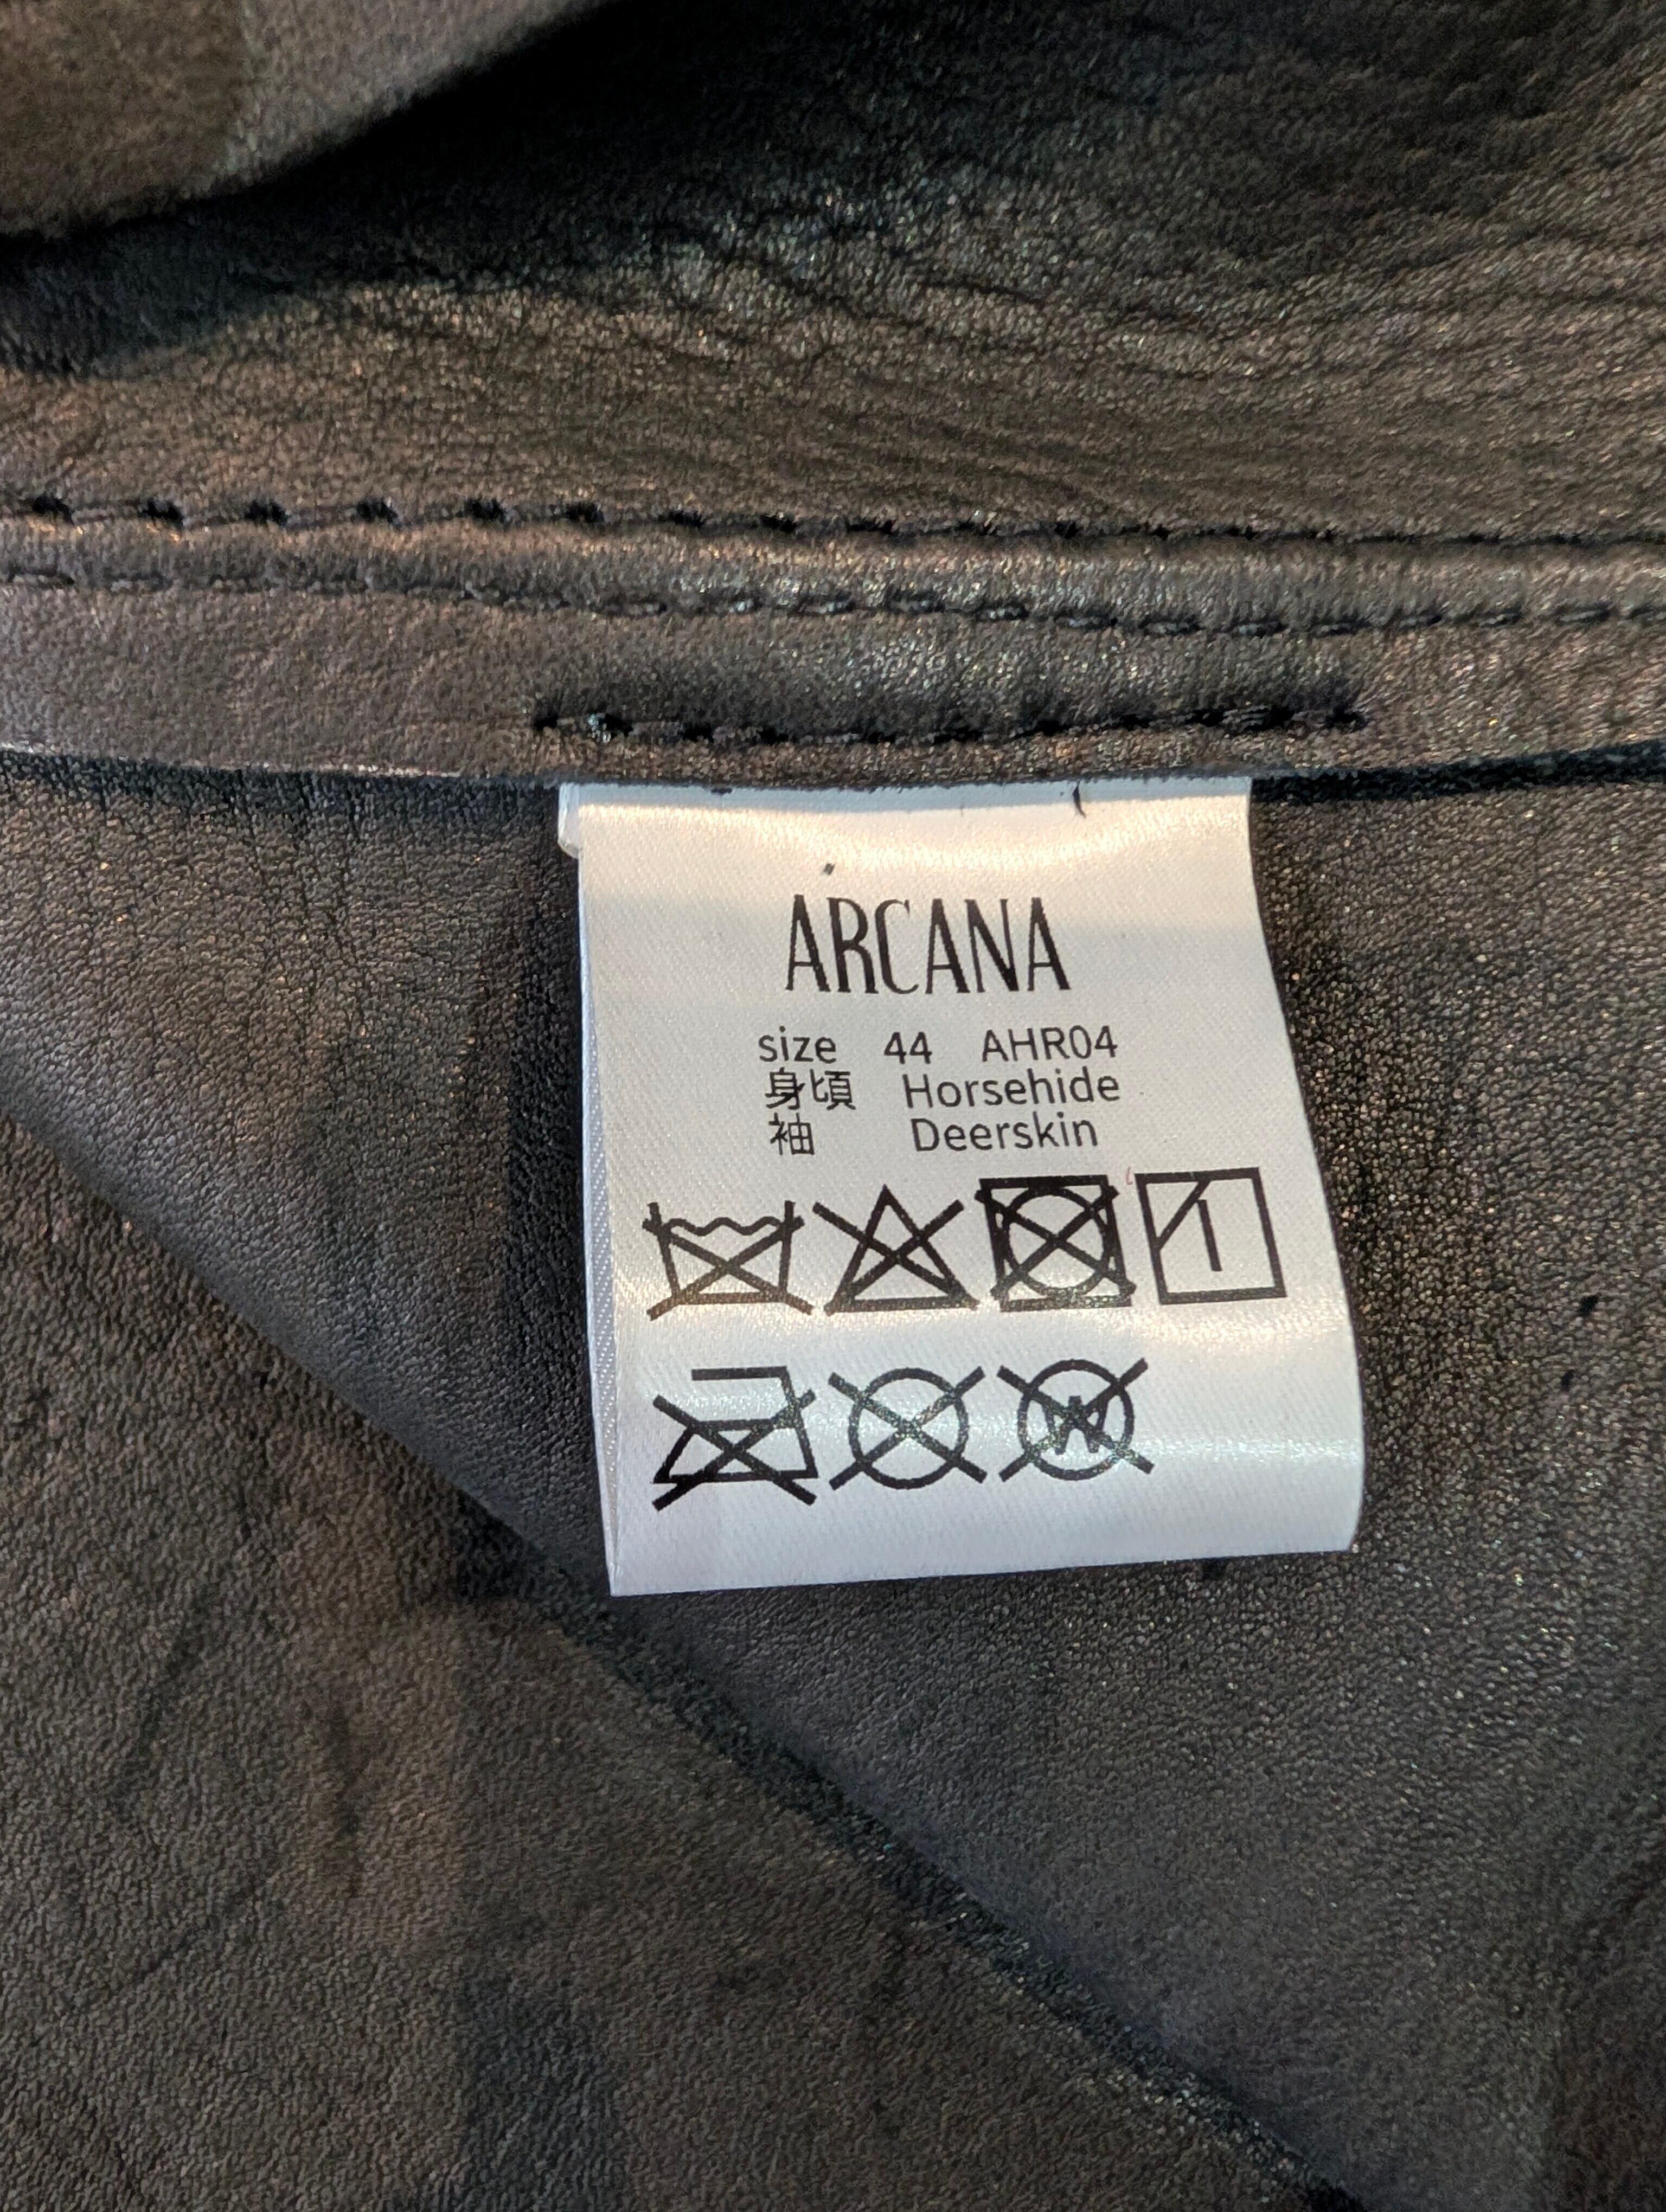 ARCANA
size 44 AHR04
身頃 Horsehide
袖 Deerskin
W